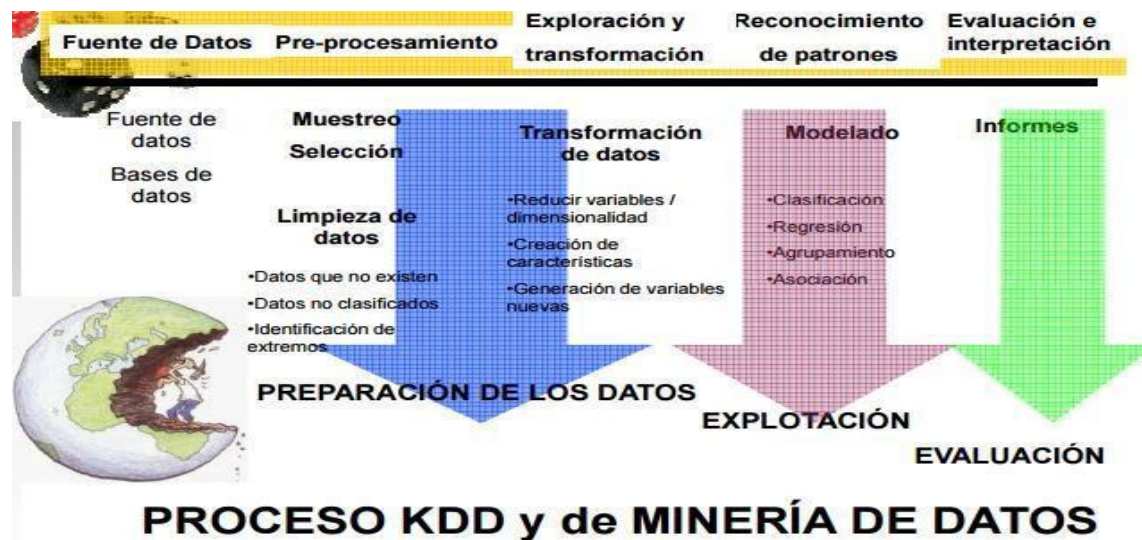 Fuente de Datos
Pre-procesamiento
Exploración y
transformación
Reconocimiento
de patrones
Evaluación e
interpretación
Fuente de
datos
Bases de
datos
Muestreo
Selección
Limpieza de
datos
•Datos que no existen
•Datos no clasificados
•Identificación de
extremos
Transformación
de datos
•Reducir variables /
dimensionalidad
•Creación de
características
•Generación de variables
nuevas
Modelado
•Clasificación
•Regresión
•Agrupamiento
•Asociación
Informes
PREPARACIÓN DE LOS DATOS
EXPLOTACIÓN
EVALUACIÓN
PROCESO KDD y de MINERÍA DE DATOS